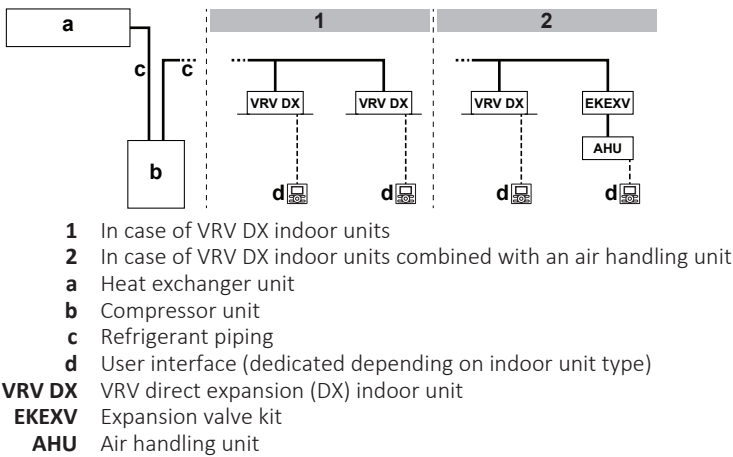 1 2
a
c c
VRV DX VRV DX VRV DX EKEXV
AHU
b
d d d d
1 In case of VRV DX indoor units
2 In case of VRV DX indoor units combined with an air handling unit
a Heat exchanger unit
b Compressor unit
c Refrigerant piping
d User interface (dedicated depending on indoor unit type)
VRV DX VRV direct expansion (DX) indoor unit
EKEXV Expansion valve kit
AHU Air handling unit